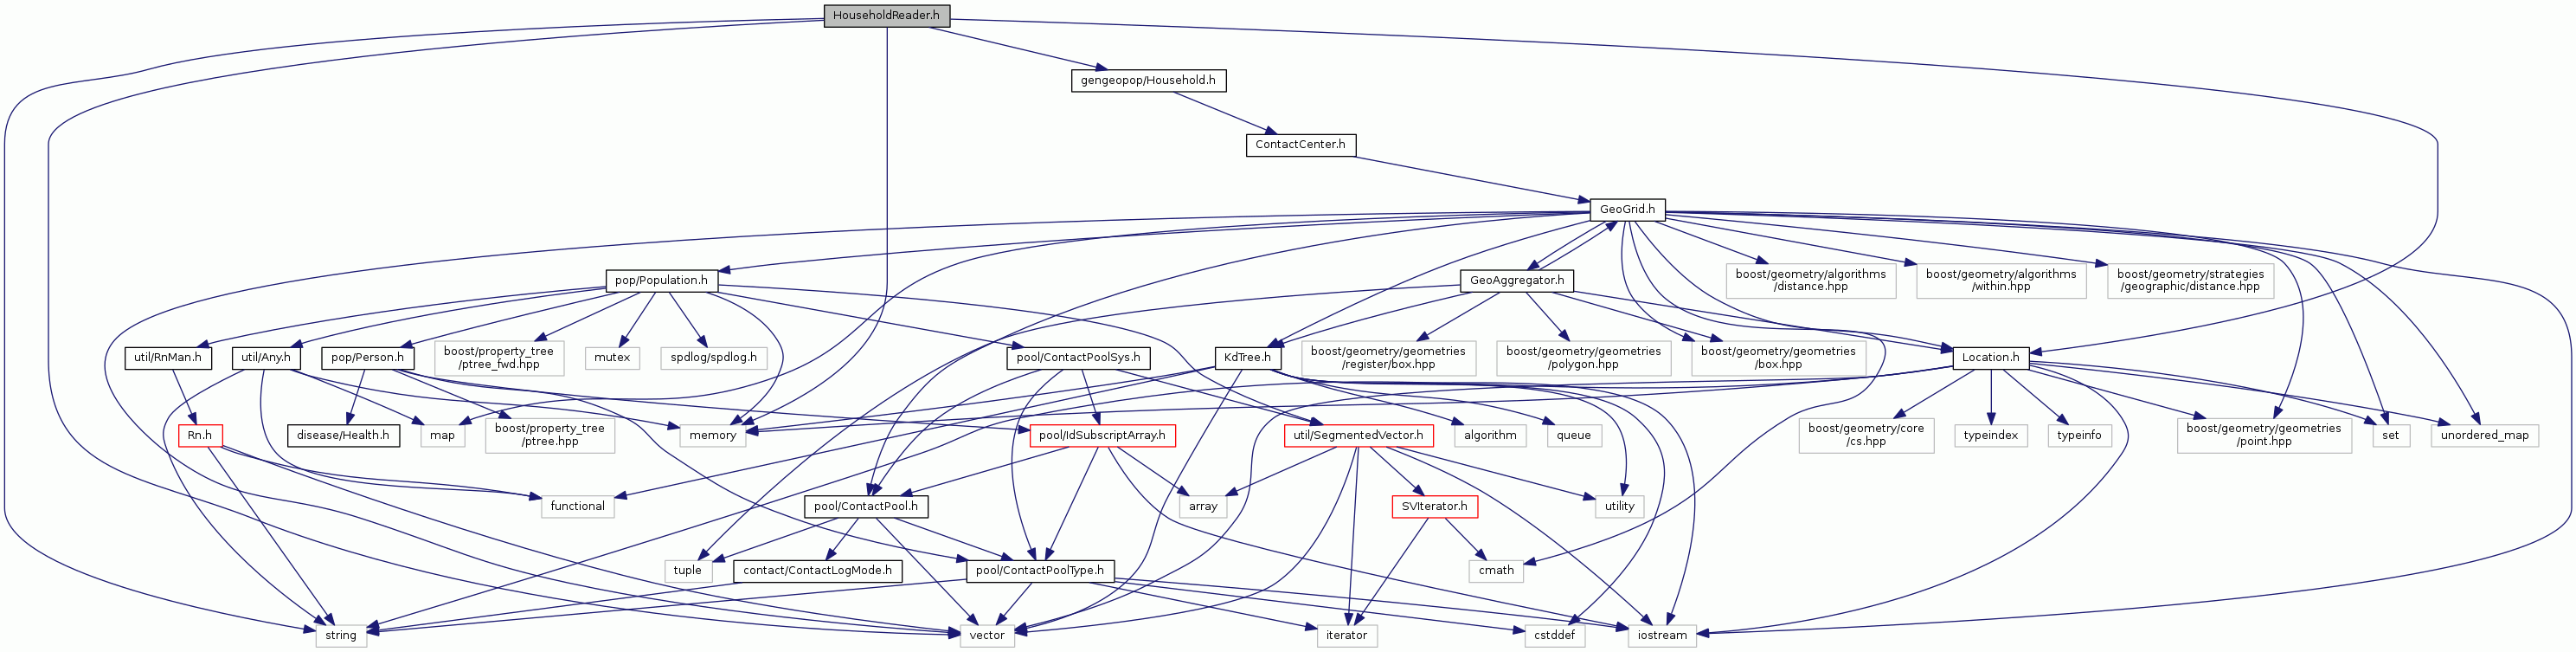 HouseholdReader.h
gengeopop/Household.h
ContactCenter.h
GeoGrid.h
pop/Population.h
GeoAggregator.h
boost/geometry/algorithms
/distance.hpp
boost/geometry/algorithms
/within.hpp
boost/geometry/strategies
/geographic/distance.hpp
util/RnMan.h
util/Any.h
pop/Person.h
boost/property_tree
/ptree_fwd.hpp
mutex
spdlog/spdlog.h
pool/ContactPoolSys.h
KdTree.h
boost/geometry/geometries
/register/box.hpp
boost/geometry/geometries
/polygon.hpp
boost/geometry/geometries
/box.hpp
Location.h
Rn.h
disease/Health.h
map
boost/property_tree
/ptree.hpp
memory
pool/IdSubscriptArray.h
util/SegmentedVector.h
algorithm
queue
boost/geometry/core
/cs.hpp
typeindex
typeinfo
boost/geometry/geometries
/point.hpp
set
unordered_map
functional
pool/ContactPool.h
array
SVIterator.h
utility
tuple
contact/ContactLogMode.h
pool/ContactPoolType.h
cmath
string
vector
iterator
cstddef
iostream